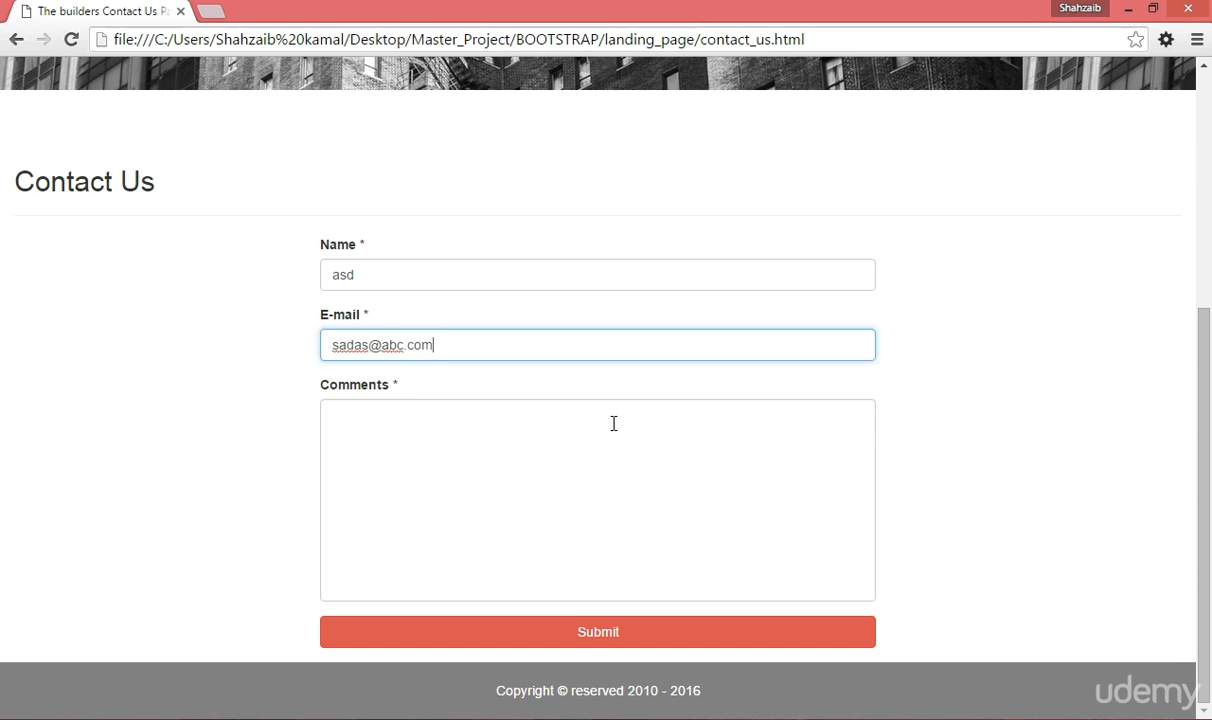 The builders Contact Us Pa
Shahzaib
file:///C:/Users/Shahzaib%20kamal/Desktop/Master_Project/BOOTSTRAP/landing_page/contact_us.html
Contact Us
Name *
asd
E-mail *
sadas@abc.com
Comments *
Submit
Copyright © reserved 2010 - 2016
udemy